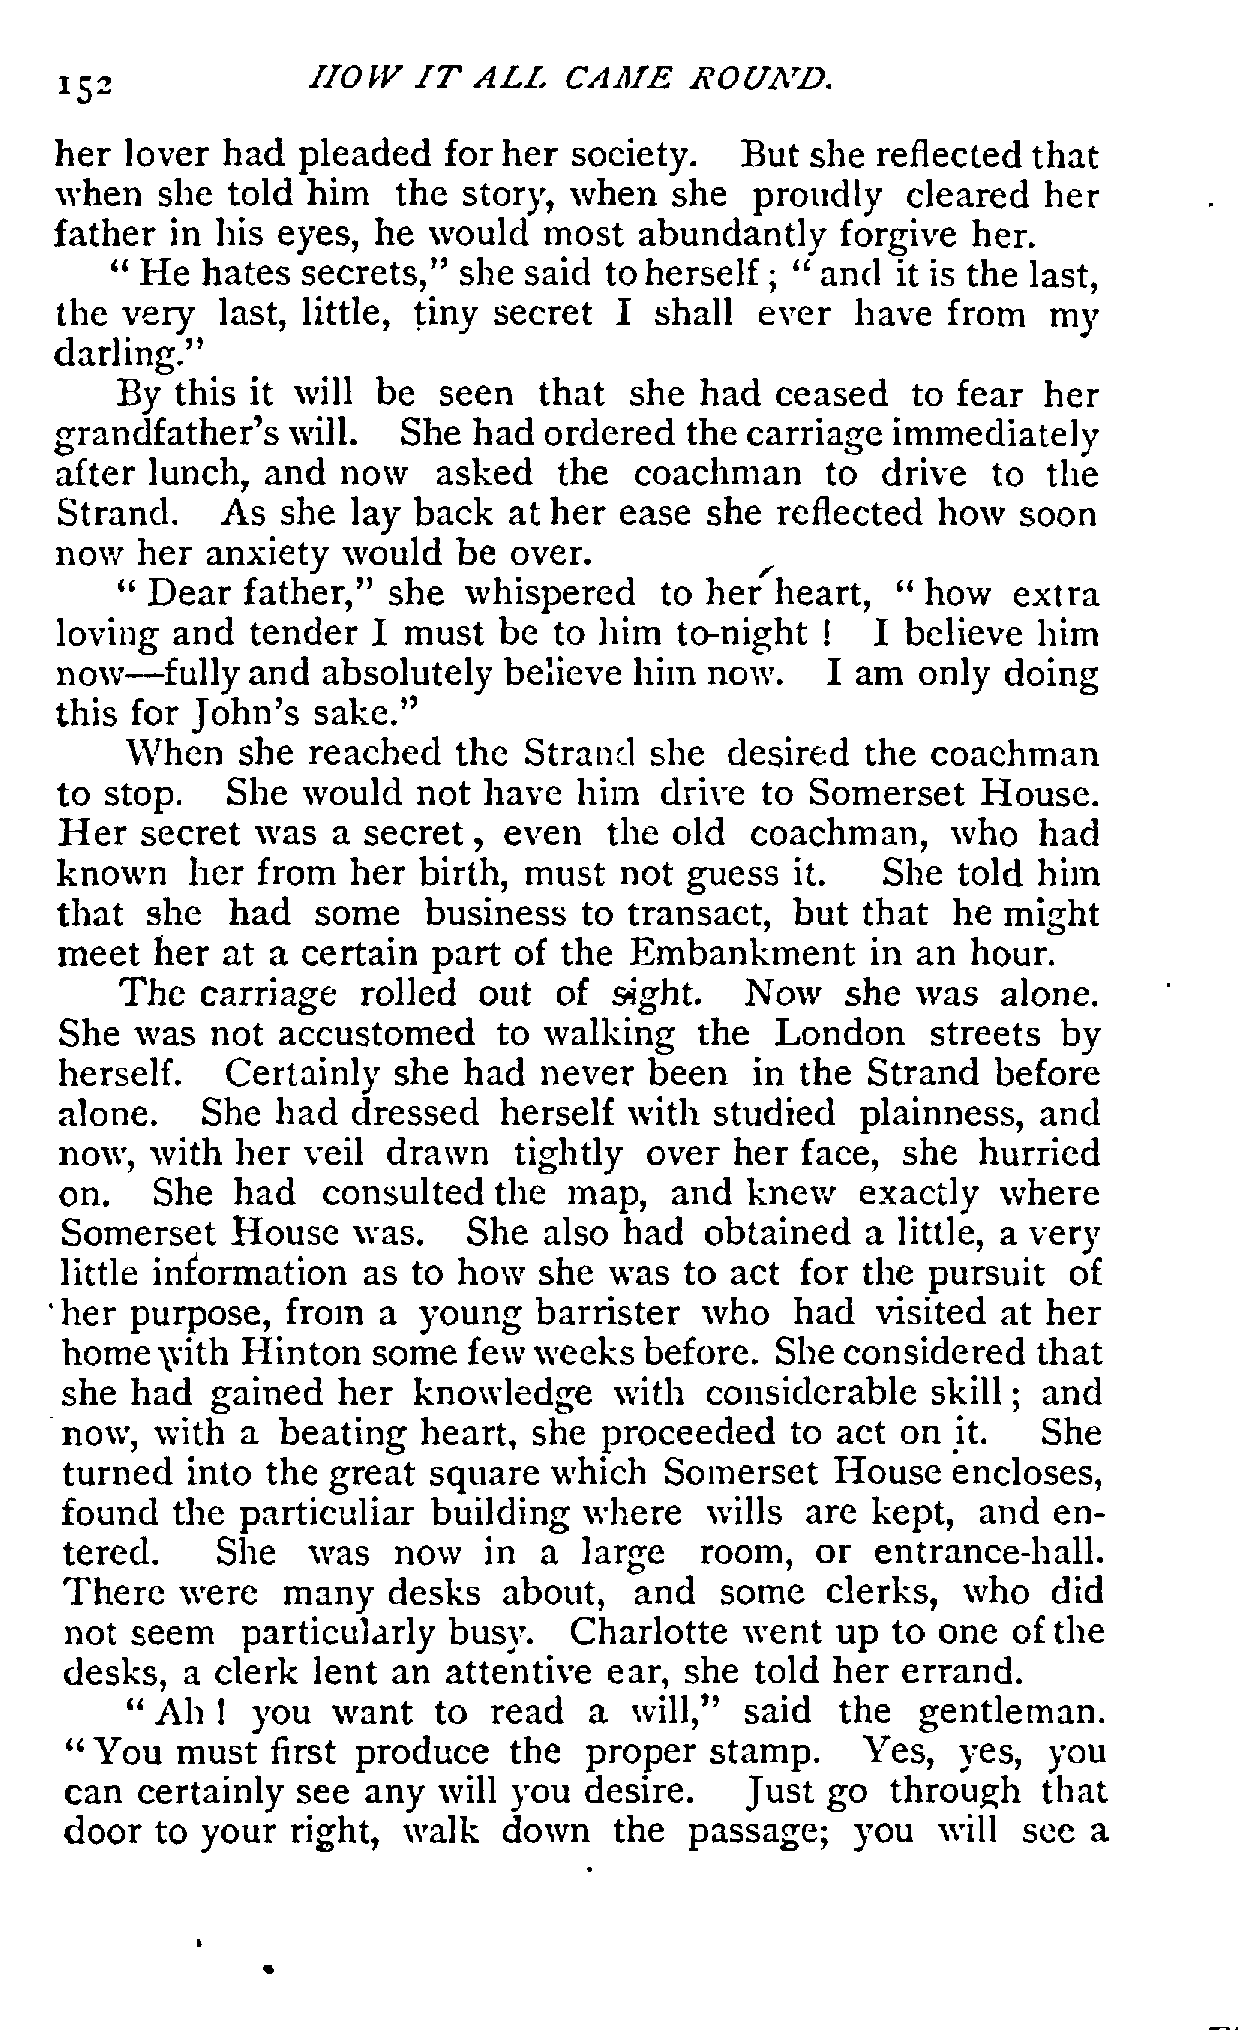 152 HOW IT ALL CAME ROUND.
her lover had pleaded for her society. But she reflected that
when she told him the story, when she proudly cleared her
father in his eyes, he would most abundantly forgive her.
“ He hates secrets,” she said to herself ; “ and it is the last,
the very last, little, tiny secret I shall ever have from my
darling.”
By this it will be seen that she had ceased to fear her
grandfather's will. She had ordered the carriage immediately
after lunch, and now asked the coachman to drive to the
Strand. As she lay back at her ease she reflected how soon
now her anxiety would be over.
“ Dear father,” she whispered to her heart, “ how extra
loving and tender I must be to him to-night ! I believe him
now—fully and absolutely believe him now. I am only doing
this for John's sake.”
When she reached the Strand she desired the coachman
to stop. She would not have him drive to Somerset House.
Her secret was a secret , even the old coachman, who had
known her from her birth, must not guess it. She told him
that she had some business to transact, but that he might
meet her at a certain part of the Embankment in an hour.
The carriage rolled out of sight. Now she was alone.
She was not accustomed to walking the London streets by
herself. Certainly she had never been in the Strand before
alone. She had dressed herself with studied plainness, and
now, with her veil drawn tightly over her face, she hurried
on. She had consulted the map, and knew exactly where
Somerset House was. She also had obtained a little, a very
little information as to how she was to act for the pursuit of
her purpose, from a young barrister who had visited at her
home with Hinton some few weeks before. She considered that
she had gained her knowledge with considerable skill ; and
now, with a beating heart, she proceeded to act on it. She
turned into the great square which Somerset House encloses,
found the particuliar building where wills are kept, and en-
tered. She was now in a large room, or entrance-hall.
There were many desks about, and some clerks, who did
not seem particularly busy. Charlotte went up to one of the
desks, a clerk lent an attentive ear, she told her errand.
“ Ah ! you want to read a will,” said the gentleman.
“ You must first produce the proper stamp. Yes, yes, you
can certainly see any will you desire. Just go through that
door to your right, walk down the passage; you will see a